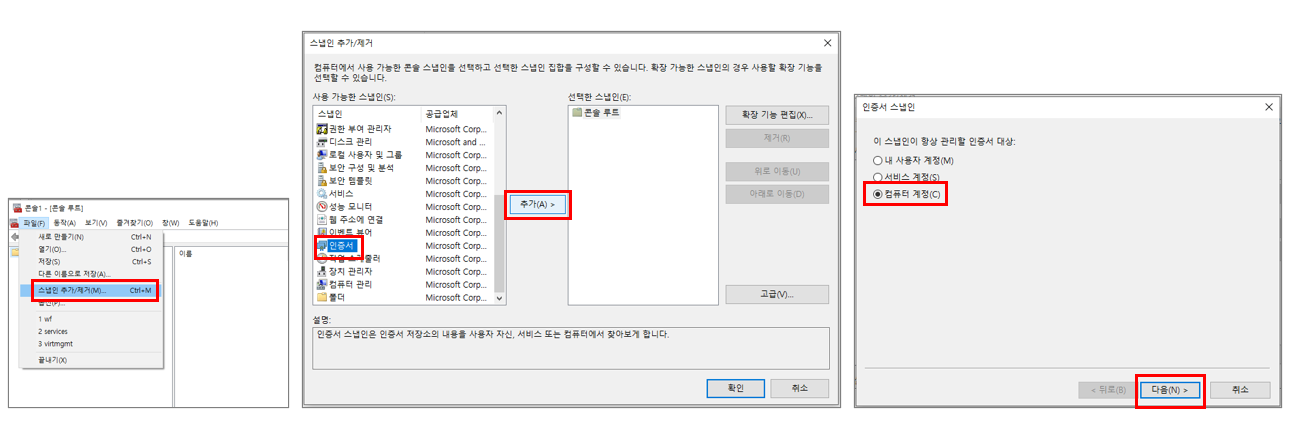 콘솔1 - [콘솔 루트]
파일(F) 동작(A) 보기(V) 즐겨찾기(O) 창(W) 도움말(H)
새로 만들기(N) Ctrl+N
열기(O)... Ctrl+O
저장(S) Ctrl+S
다른 이름으로 저장(A)...
스냅인 추가/제거(M)... Ctrl+M
옵션(P)...
1 wf
2 services
3 virtmgmt
끝내기(X)
이름
스냅인 추가/제거
컴퓨터에서 사용 가능한 콘솔 스냅인을 선택하고 선택한 스냅인 집합을 구성할 수 있습니다. 확장 가능한 스냅인의 경우 사용할 확장 기능을
선택할 수 있습니다.
사용 가능한 스냅인(S):
스냅인 공급업체
권한 부여 관리자 Microsoft Corp...
디스크 관리 Microsoft and ...
로컬 사용자 및 그룹 Microsoft Corp...
보안 구성 및 분석 Microsoft Corp...
보안 템플릿 Microsoft Corp...
서비스 Microsoft Corp...
성능 모니터 Microsoft Corp...
웹 주소에 연결 Microsoft Corp...
이벤트 뷰어 Microsoft Corp...
인증서 Microsoft Corp...
작업 스케줄러 Microsoft Corp...
장치 관리자 Microsoft Corp...
컴퓨터 관리 Microsoft Corp...
폴더 Microsoft Corp...
추가(A) >
선택한 스냅인(E):
콘솔 루트
확장 기능 편집(X)...
제거(R)
위로 이동(U)
아래로 이동(D)
고급(V)...
설명:
인증서 스냅인은 인증서 저장소의 내용을 사용자 자신, 서비스 또는 컴퓨터에서 찾아보게 합니다.
확인 취소
인증서 스냅인
이 스냅인이 항상 관리할 인증서 대상:
내 사용자 계정(M)
서비스 계정(S)
컴퓨터 계정(C)
< 뒤로(B) 다음(N) > 취소